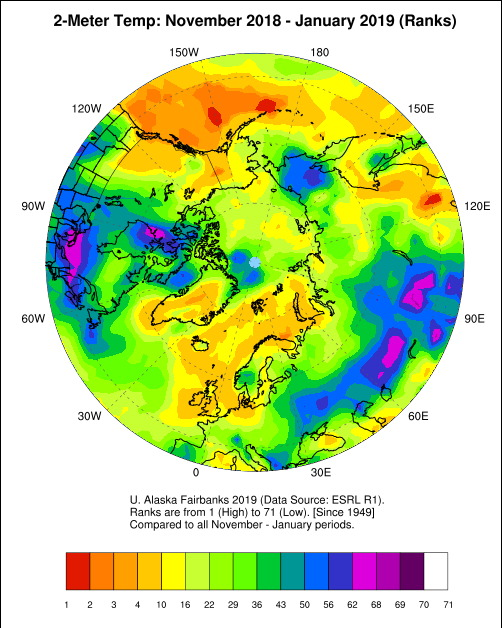 2-Meter Temp: November 2018 - January 2019 (Ranks)
150W 180
120W 150E
90W 120E
60W 90E
30W 60E
0 30E
U. Alaska Fairbanks 2019 (Data Source: ESRL R1).
Ranks are from 1 (High) to 71 (Low). [Since 1949]
Compared to all November - January periods.
1 2 3 4 10 16 22 29 36 43 50 56 62 68 69 70 71